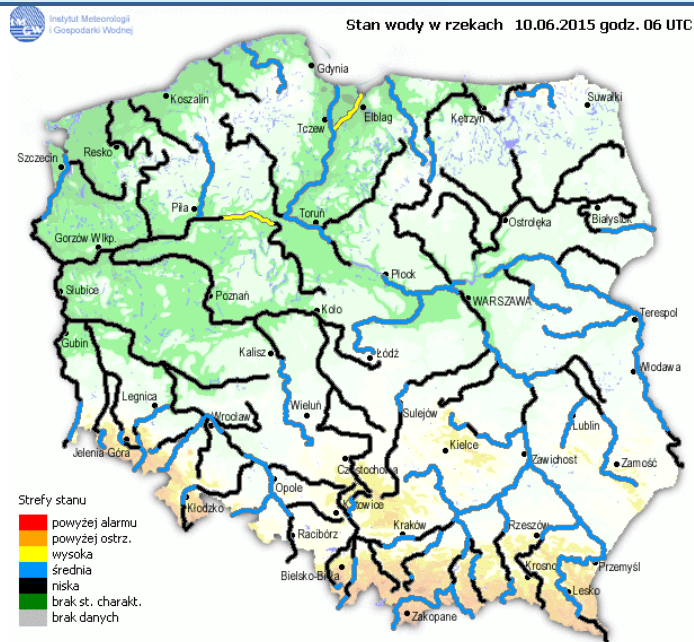 Instytut Meteorologii
i Gospodarki Wodnej
Stan wody w rzekach 10.06.2015 godz. 06 UTC
Gdynia
Koszalin
Suwałki
Elbląg
Tczew
Kętrzyn
Resko
Szczecin
Piła
Toruń
Ostrołęka
Białystok
Gorzów Wlkp.
Płock
Słubice
Poznań
WARSZAWA
Koło
Terespol
Gubin
Kalisz
Łódź
Włodawa
Legnica
Wieluń
Sulejów
Wrocław
Lublin
Jelenia Góra
Kielce
Zawichost
Zamość
Częstochowa
Opole
Kłodzko
Katowice
Kraków
Rzeszów
Racibórz
Krosno
Przemyśl
Bielsko-Biała
Lesko
Zakopane
Strefy stanu
powyżej alarmu
powyżej ostrz.
wysoka
średnia
niska
brak st. charakt.
brak danych